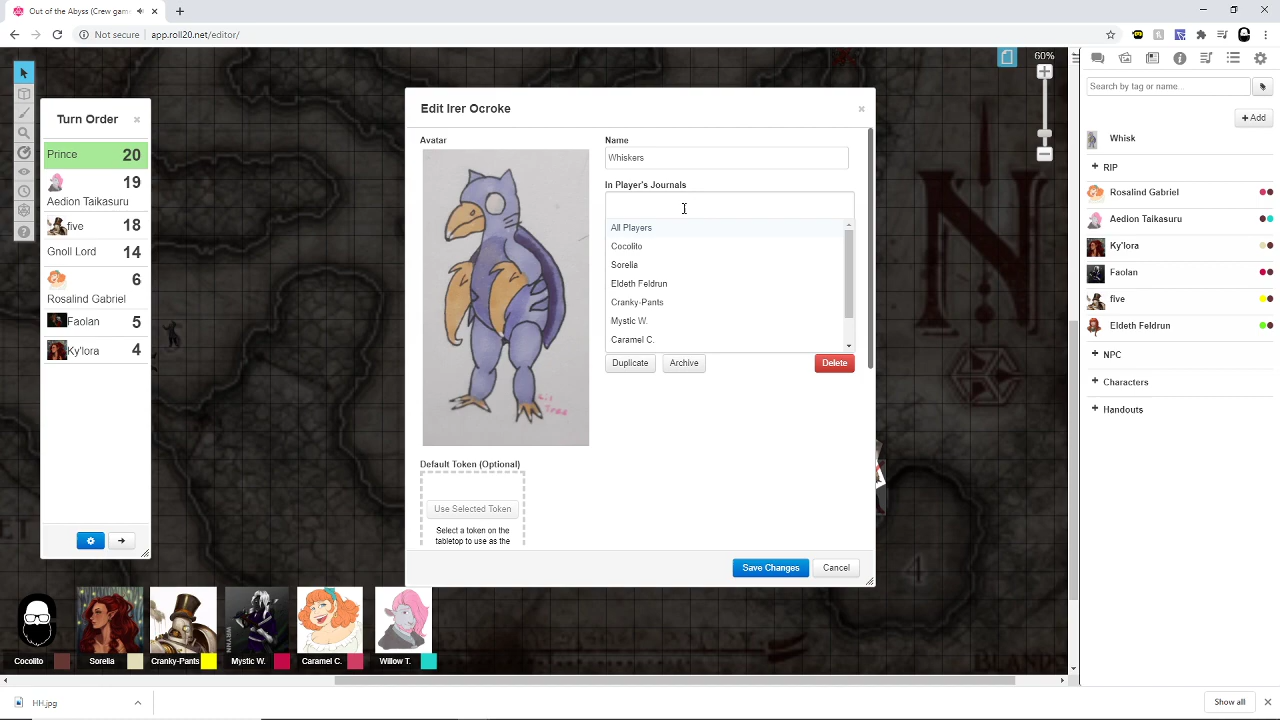 Out of the Abyss (Crew gam
Not secure | app.roll20.net/editor/
60%
Turn Order
Prince 20
19
Aedion Taikasuru
five 18
Gnoll Lord 14
6
Rosalind Gabriel
Faolan 5
Ky'lora 4
Edit Irer Ocroke
Avatar
Name
Whiskers
In Player's Journals
All Players
Cocolito
Sorelia
Eldeth Feldrun
Cranky-Pants
Mystic W.
Caramel C.
Duplicate Archive Delete
Default Token (Optional)
Use Selected Token
Select a token on the
tabletop to use as the
Save Changes Cancel
Search by tag or name...
+ Add
Whisk
+ RIP
Rosalind Gabriel
Aedion Taikasuru
Ky'lora
Faolan
five
Eldeth Feldrun
+ NPC
+ Characters
+ Handouts
N
4
Cocolito Sorelia Cranky-Pants Mystic W. Caramel C. Willow T.
HH.jpg
Show all